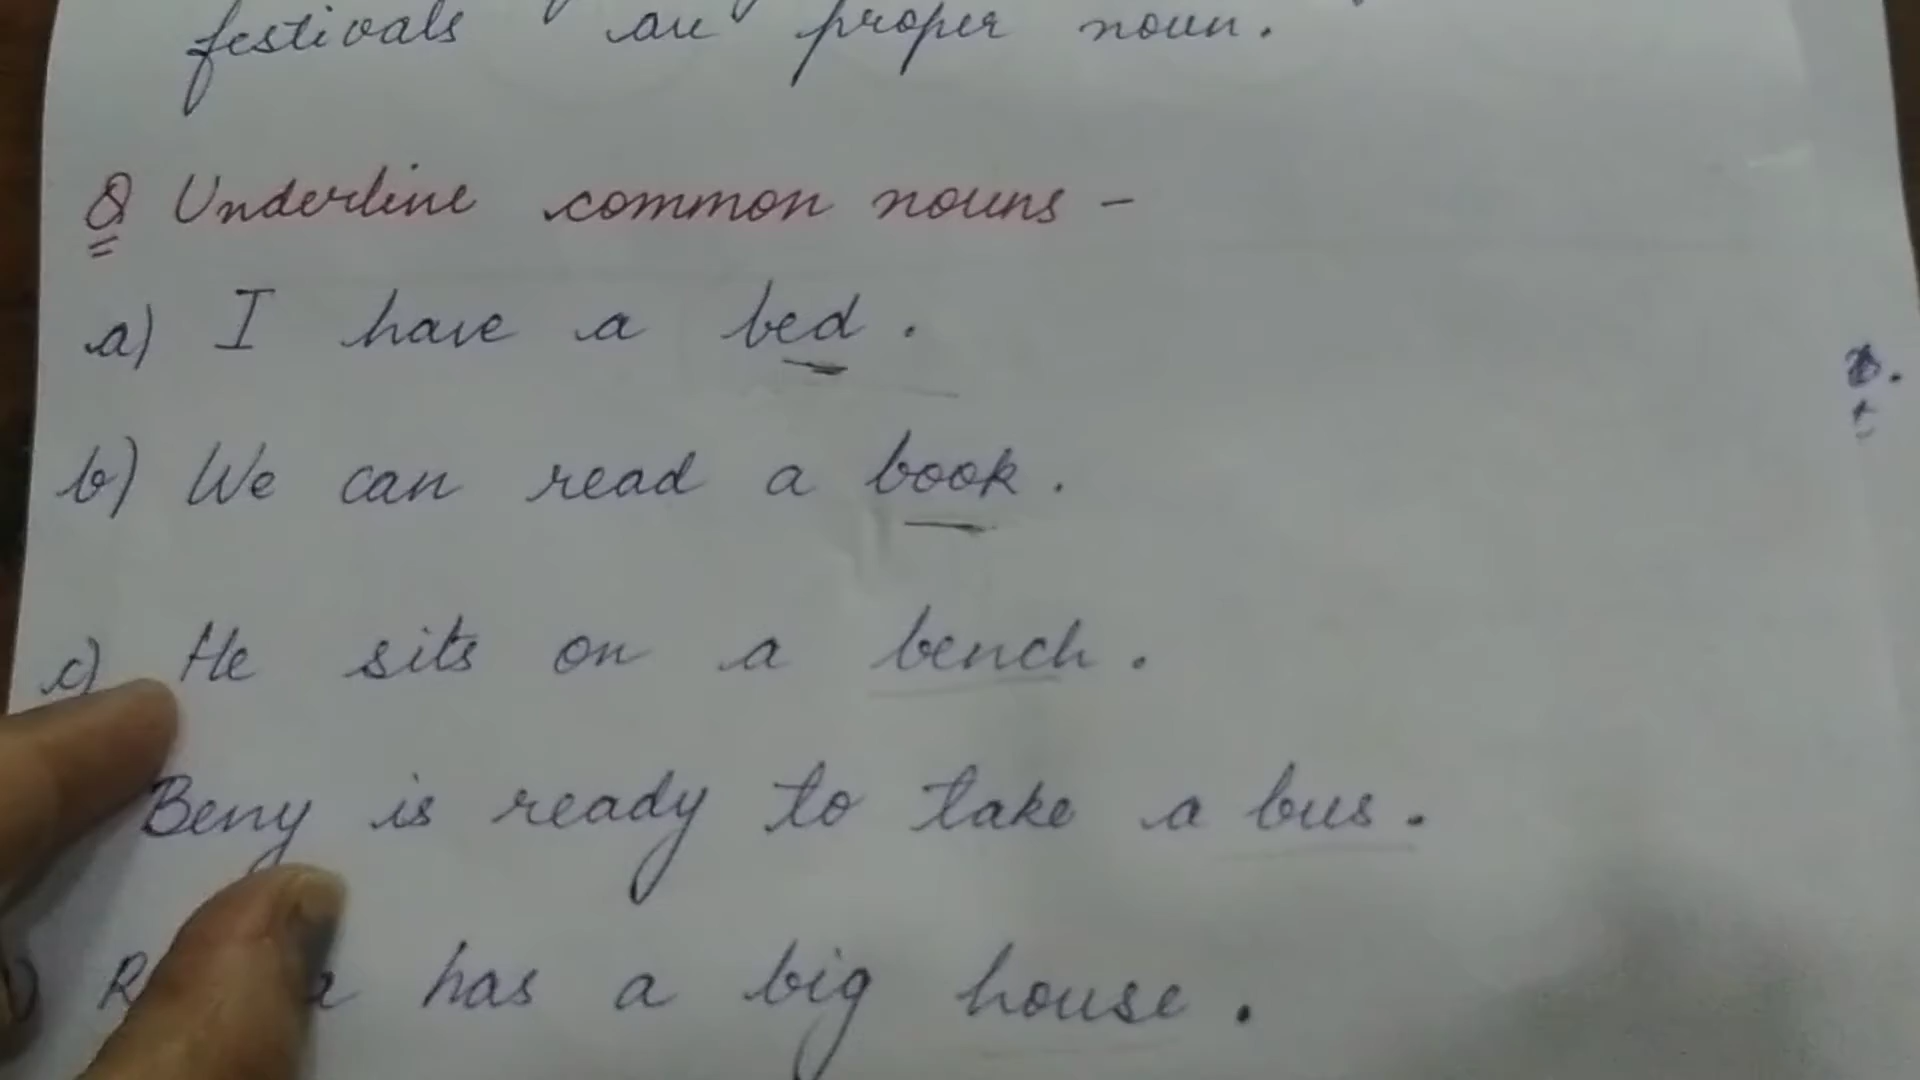 festivals are proper noun.
Q Underline common nouns -
a) I have a bed.
b) We can read a book.
c) He sits on a bench.
Beny is ready to take a bus.
has a big house.